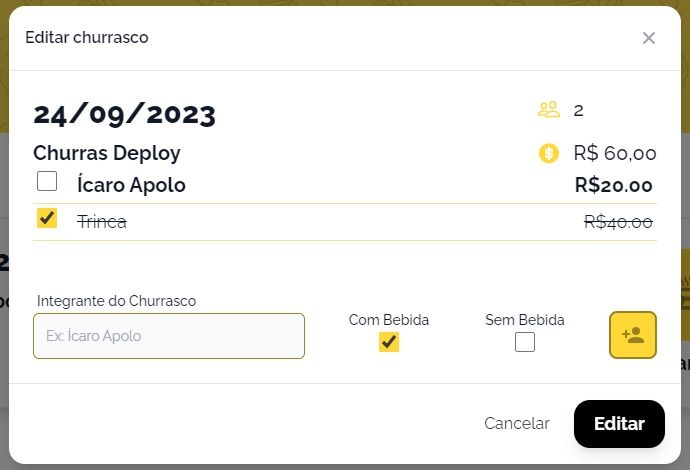 Editar churrasco
24/09/2023
2
Churras Deploy
R$ 60,00
Ícaro Apolo
R$20.00
Trinca
R$40.00
Integrante do Churrasco
Com Bebida
Sem Bebida
Ex: Ícaro Apolo
Cancelar
Editar